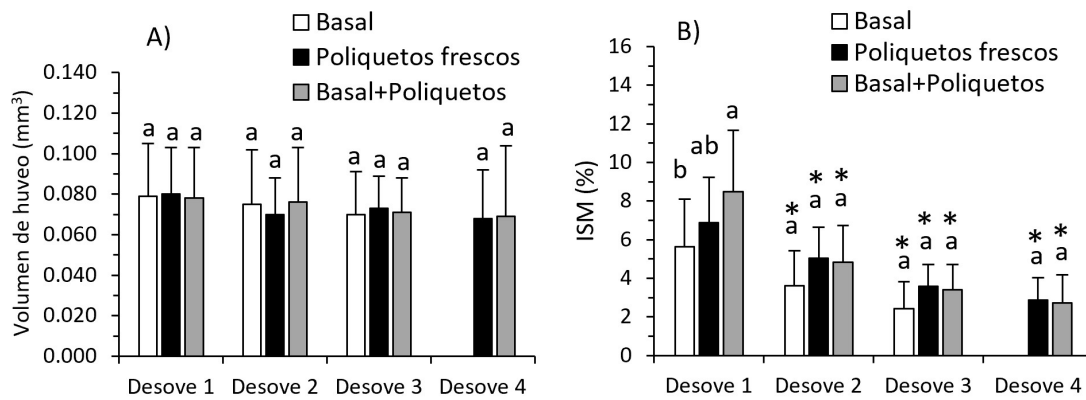 A)
Basal
Poliquetos frescos
Basal+Poliquetos
Volumen de huveo (mm³)
0.140
0.120
0.100
0.080
0.060
0.040
0.020
0.000
a a a
a a a
a a a
a a
Desove 1 Desove 2 Desove 3 Desove 4
B)
Basal
Poliquetos frescos
Basal+Poliquetos
ISM (%)
16
14
12
10
8
6
4
2
0
b ab a
* * *
a a a
* * *
a a a
* *
a a
Desove 1 Desove 2 Desove 3 Desove 4